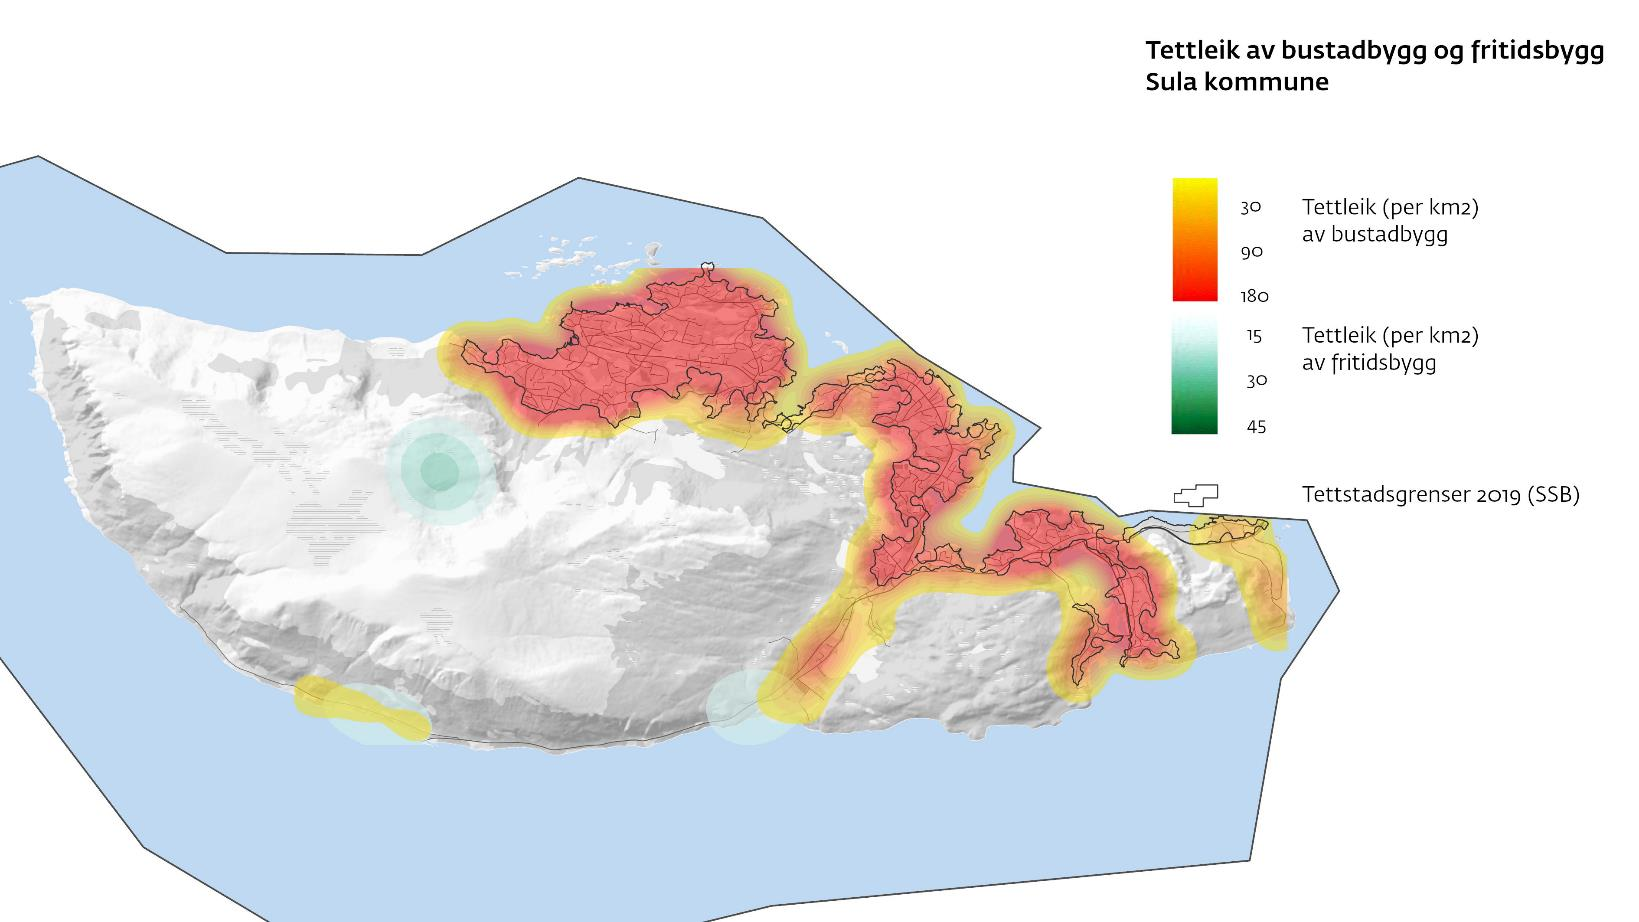 Tettleik av bustadbygg og fritidsbygg
Sula kommune
30
90
180
Tettleik (per km2)
av bustadbygg
15
30
45
Tettleik (per km2)
av fritidsbygg
Tettstadsgrenser 2019 (SSB)